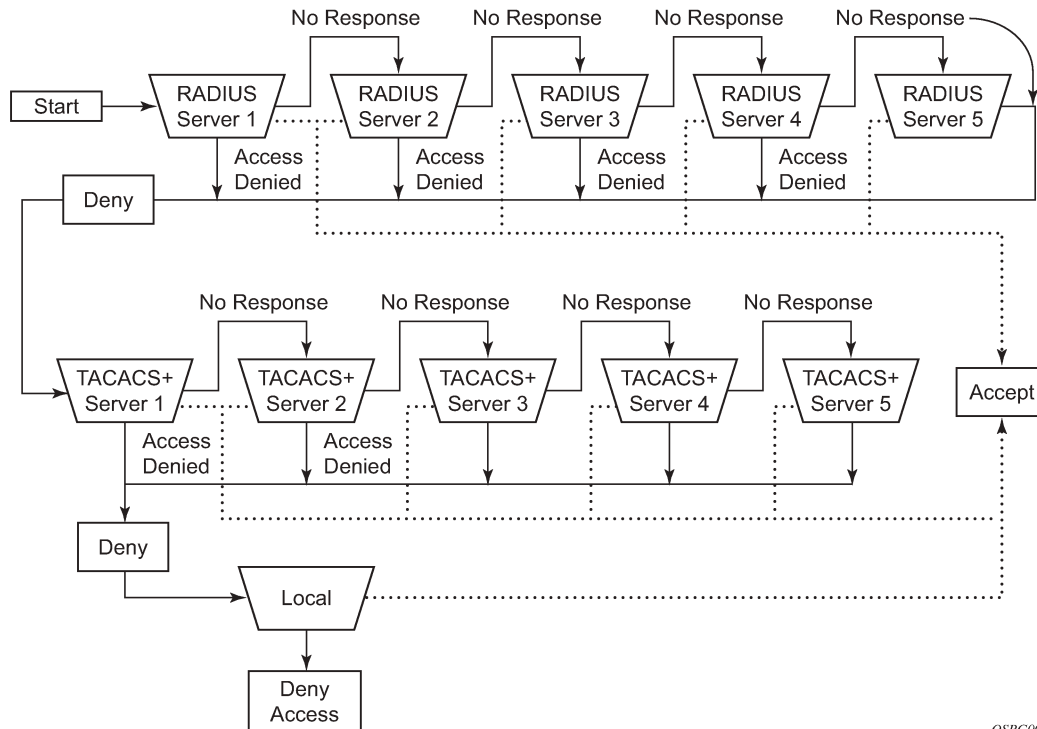 No Response
No Response
No Response
No Response
No Response
Start
RADIUS
Server 1
RADIUS
Server 2
RADIUS
Server 3
RADIUS
Server 4
RADIUS
Server 5
Access
Denied
Access
Denied
Access
Denied
Access
Denied
Deny
No Response
No Response
No Response
No Response
TACACS+
Server 1
TACACS+
Server 2
TACACS+
Server 3
TACACS+
Server 4
TACACS+
Server 5
Accept
Access
Denied
Access
Denied
Deny
Local
Deny
Access